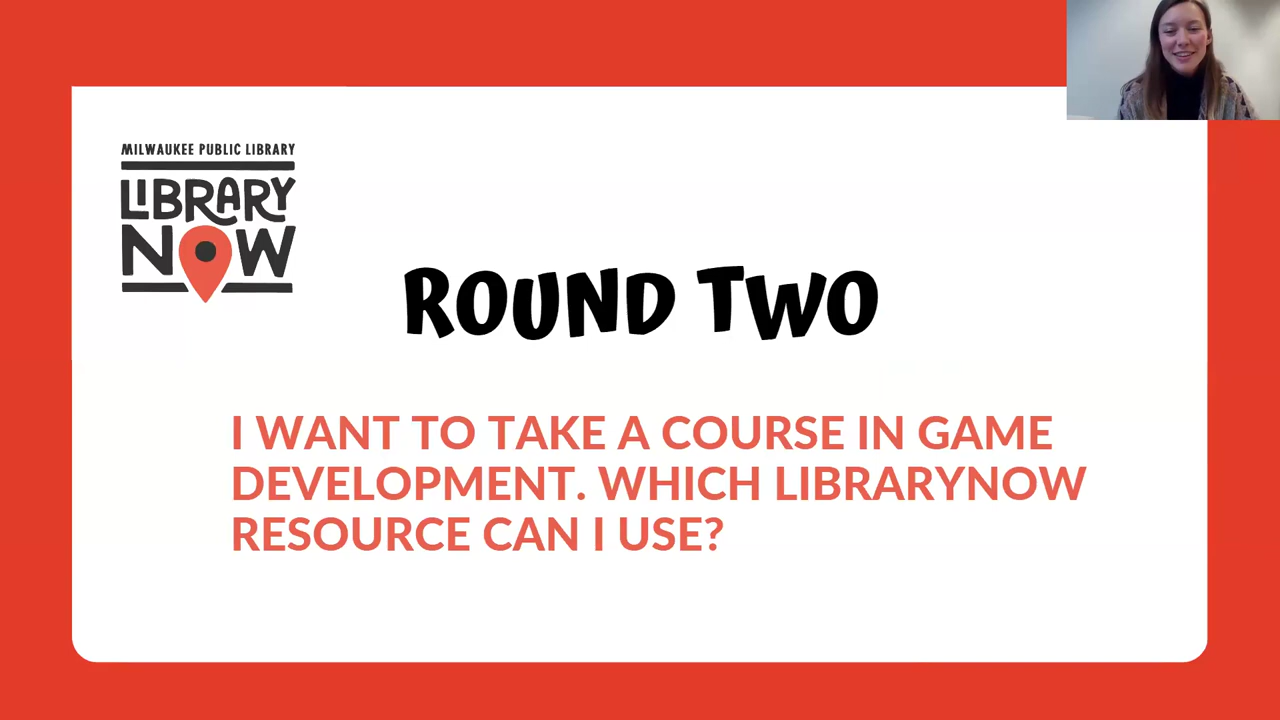 MILWAUKEE PUBLIC LIBRARY
LIBRARY
NOW
ROUND TWO
I WANT TO TAKE A COURSE IN GAME
DEVELOPMENT. WHICH LIBRARYNOW
RESOURCE CAN I USE?